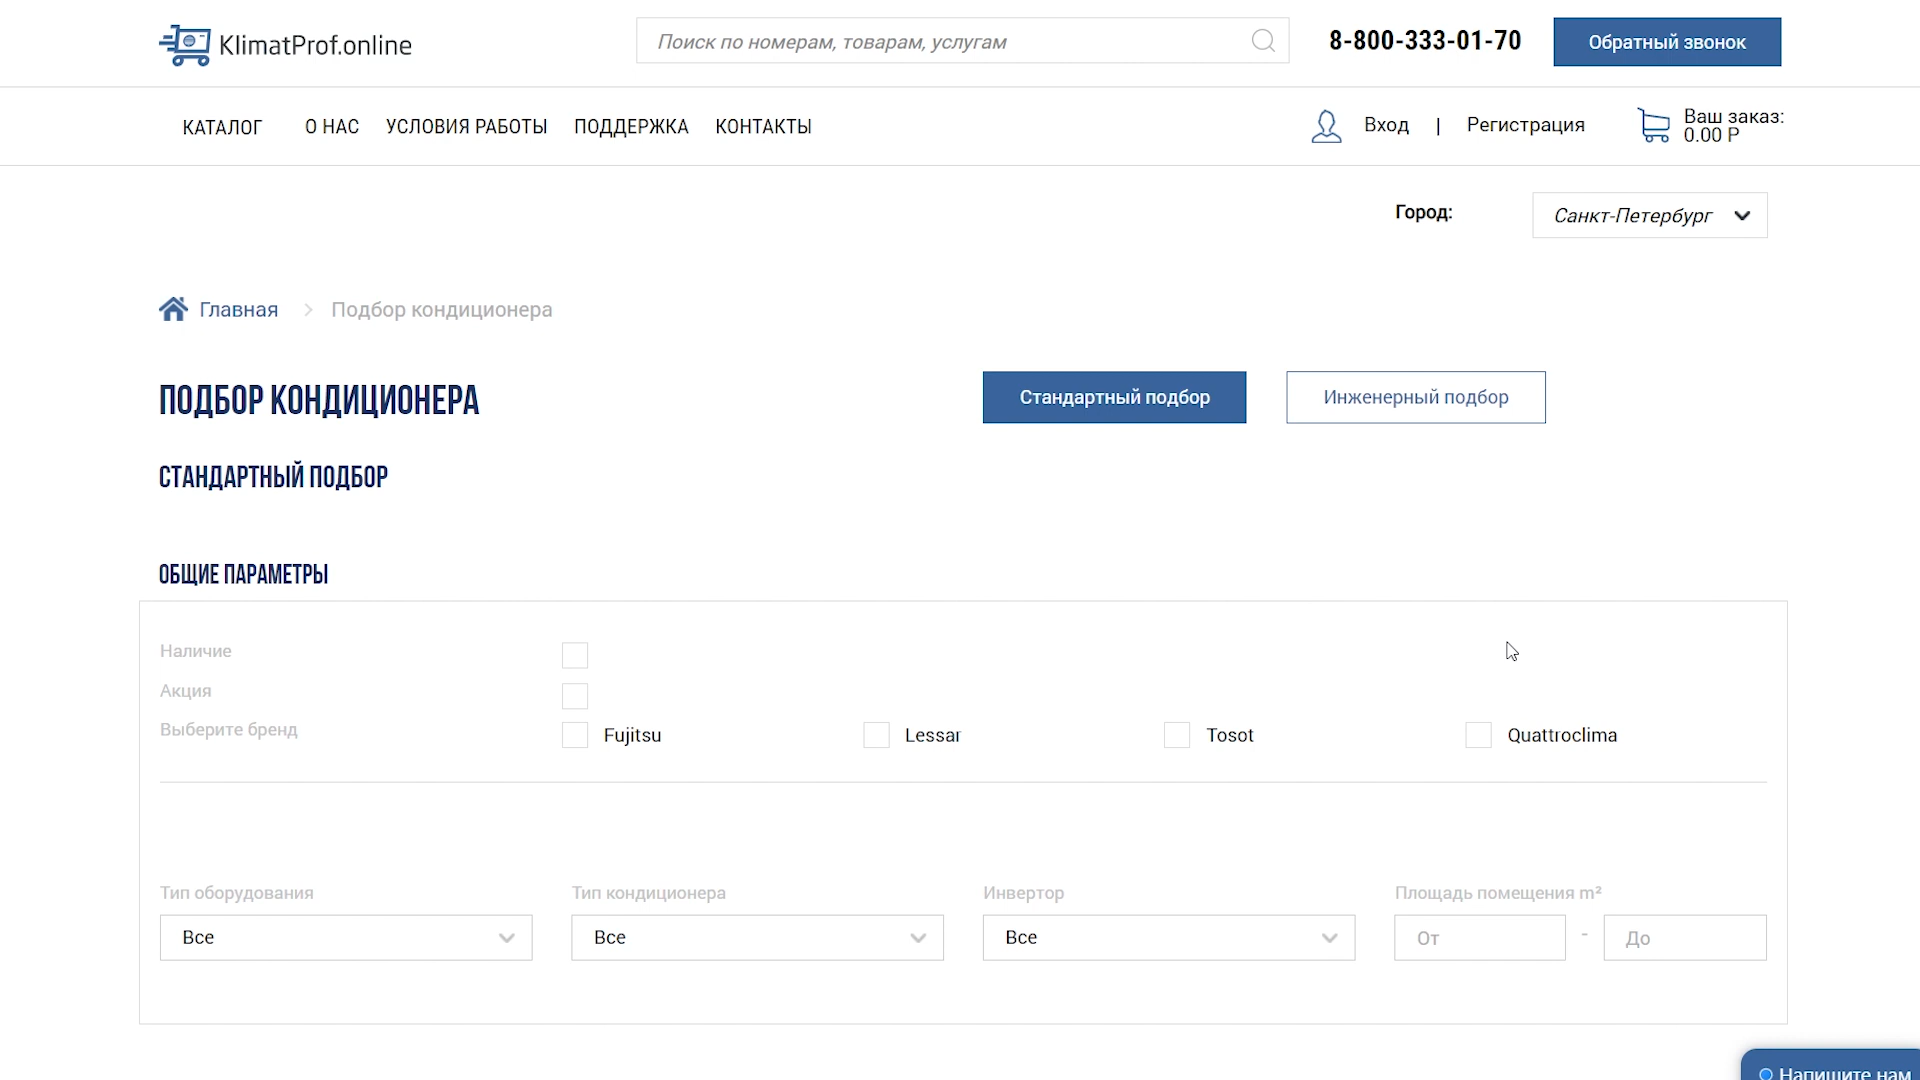 KlimatProf.online
Поиск по номерам, товарам, услугам
8-800-333-01-70
Обратный звонок
КАТАЛОГ О НАС УСЛОВИЯ РАБОТЫ ПОДДЕРЖКА КОНТАКТЫ
Вход | Регистрация
Ваш заказ:
0.00 Р
Город:
Санкт-Петербург
Главная > Подбор кондиционера
ПОДБОР КОНДИЦИОНЕРА
Стандартный подбор
Инженерный подбор
СТАНДАРТНЫЙ ПОДБОР
ОБЩИЕ ПАРАМЕТРЫ
Наличие
Акция
Выберите бренд
Fujitsu Lessar Tosot Quattroclima
Тип оборудования Тип кондиционера Инвертор Площадь помещения m²
Все Все Все От - До
Напишите нам